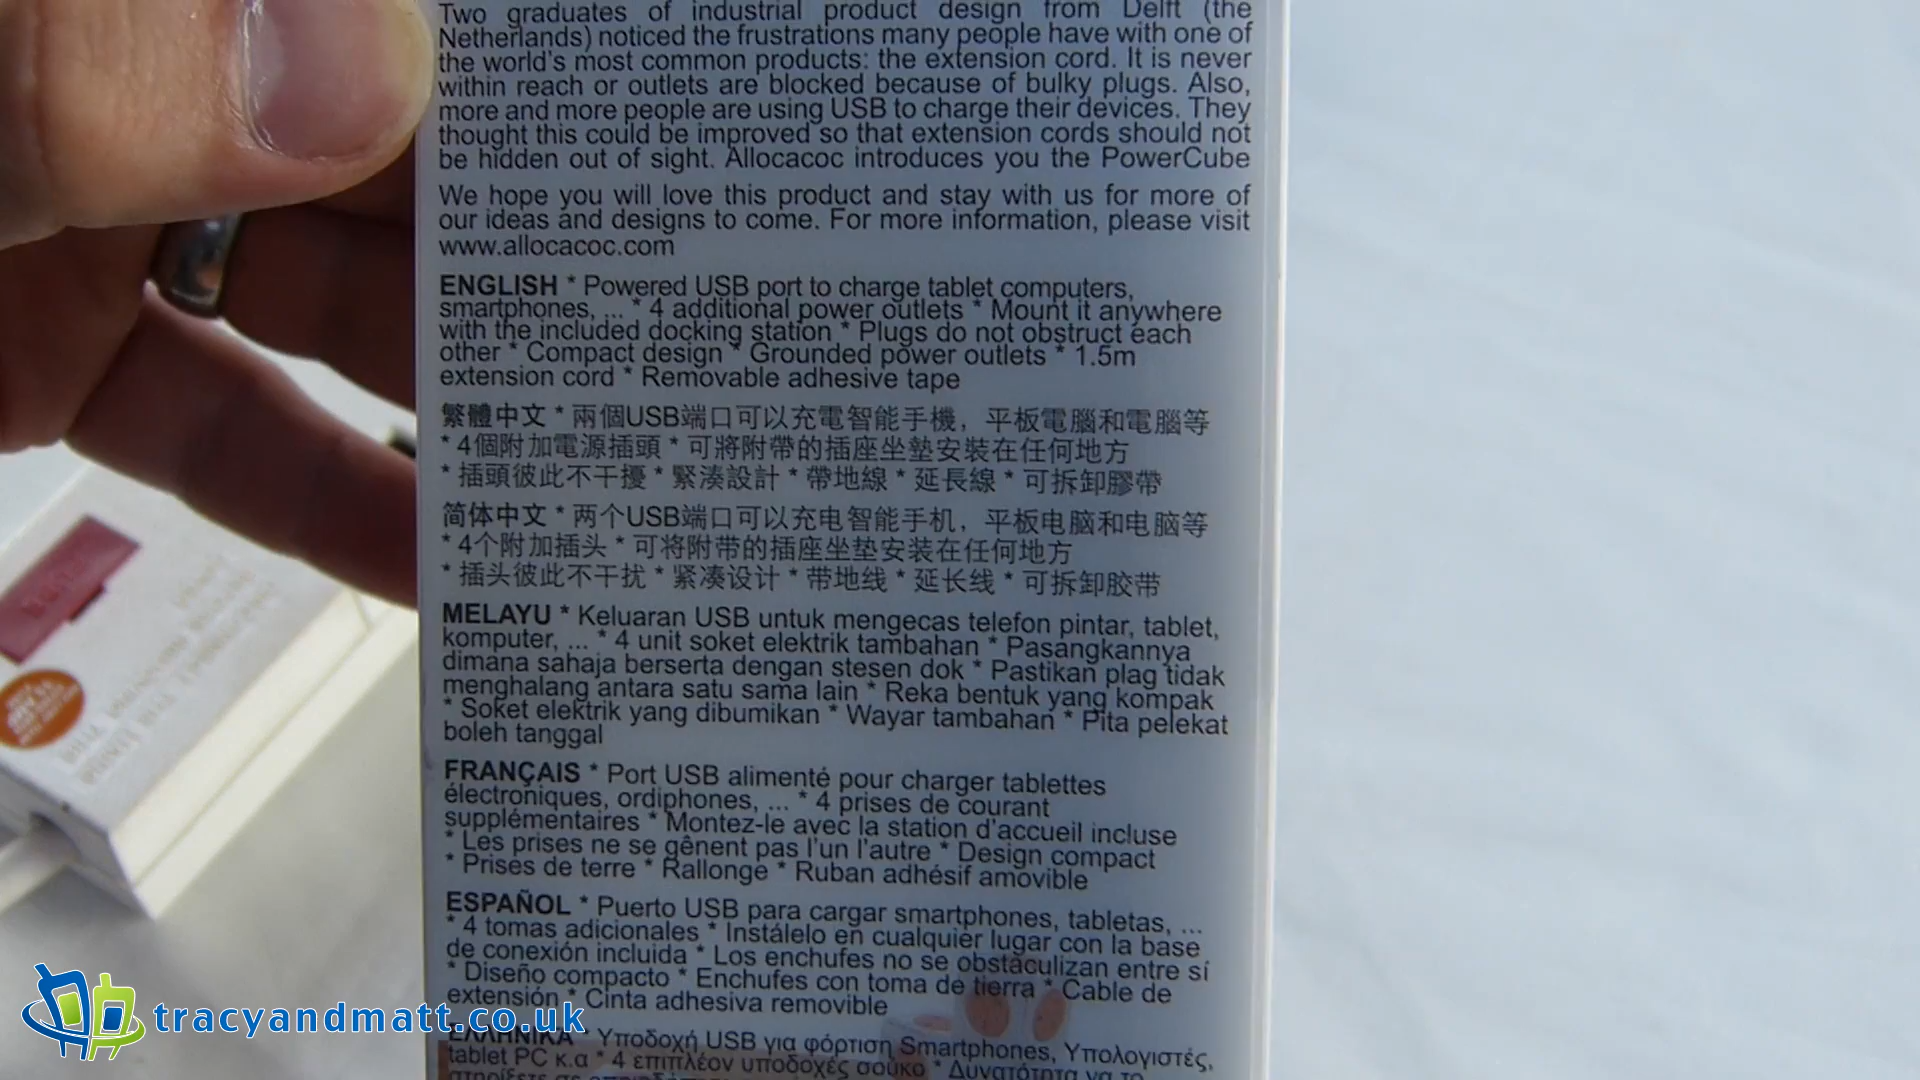 Two graduates of industrial product design from Delft (the
Netherlands) noticed the frustrations many people have with one of
the world's most common products: the extension cord. It is never
within reach or outlets are blocked because of bulky plugs. Also,
more and more people are using USB to charge their devices. They
thought this could be improved so that extension cords should not
be hidden out of sight. Allocacoc introduces you the PowerCube
We hope you will love this product and stay with us for more of
our ideas and designs to come. For more information, please visit
www.allocacoc.com
ENGLISH * Powered USB port to charge tablet computers,
smartphones, ... * 4 additional power outlets * Mount it anywhere
with the included docking station * Plugs do not obstruct each
other * Compact design * Grounded power outlets * 1.5m
extension cord * Removable adhesive tape
繁體中文 * 兩個USB端口可以充電智能手機，平板電腦和電腦等
* 4個附加電源插頭 * 可將附帶的插座坐墊安裝在任何地方
* 插頭彼此不干擾 * 緊湊設計 * 帶地線 * 延長線 * 可拆卸膠帶
简体中文 * 两个USB端口可以充电智能手机，平板电脑和电脑等
* 4个附加插头 * 可将附带的插座坐垫安装在任何地方
* 插头彼此不干扰 * 紧凑设计 * 带地线 * 延长线 * 可拆卸胶带
MELAYU * Keluaran USB untuk mengecas telefon pintar, tablet,
komputer, ... * 4 unit soket elektrik tambahan * Pasangkannya
dimana sahaja berserta dengan stesen dok * Pastikan plag tidak
menghalang antara satu sama lain * Reka bentuk yang kompak
* Soket elektrik yang dibumikan * Wayar tambahan * Pita pelekat
boleh tanggal
FRANÇAIS * Port USB alimenté pour charger tablettes
électroniques, ordiphones, ... * 4 prises de courant
supplémentaires * Montez-le avec la station d'accueil incluse
* Les prises ne se gênent pas l'un l'autre * Design compact
* Prises de terre * Rallonge * Ruban adhésif amovible
ESPAÑOL * Puerto USB para cargar smartphones, tabletas, ...
* 4 tomas adicionales * Instálelo en cualquier lugar con la base
de conexión incluida * Los enchufes no se obstaculizan entre sí
* Diseño compacto * Enchufes con toma de tierra * Cable de
extensión * Cinta adhesiva removible
ΕΛΛΗΝΙΚΑ * Υποδοχή USB για φόρτιση Smartphones, Υπολογιστές,
tablet PC κ.α * 4 επιπλέον υποδοχές σούκο * Δυνατότητα να το
tracyandmatt.co.uk